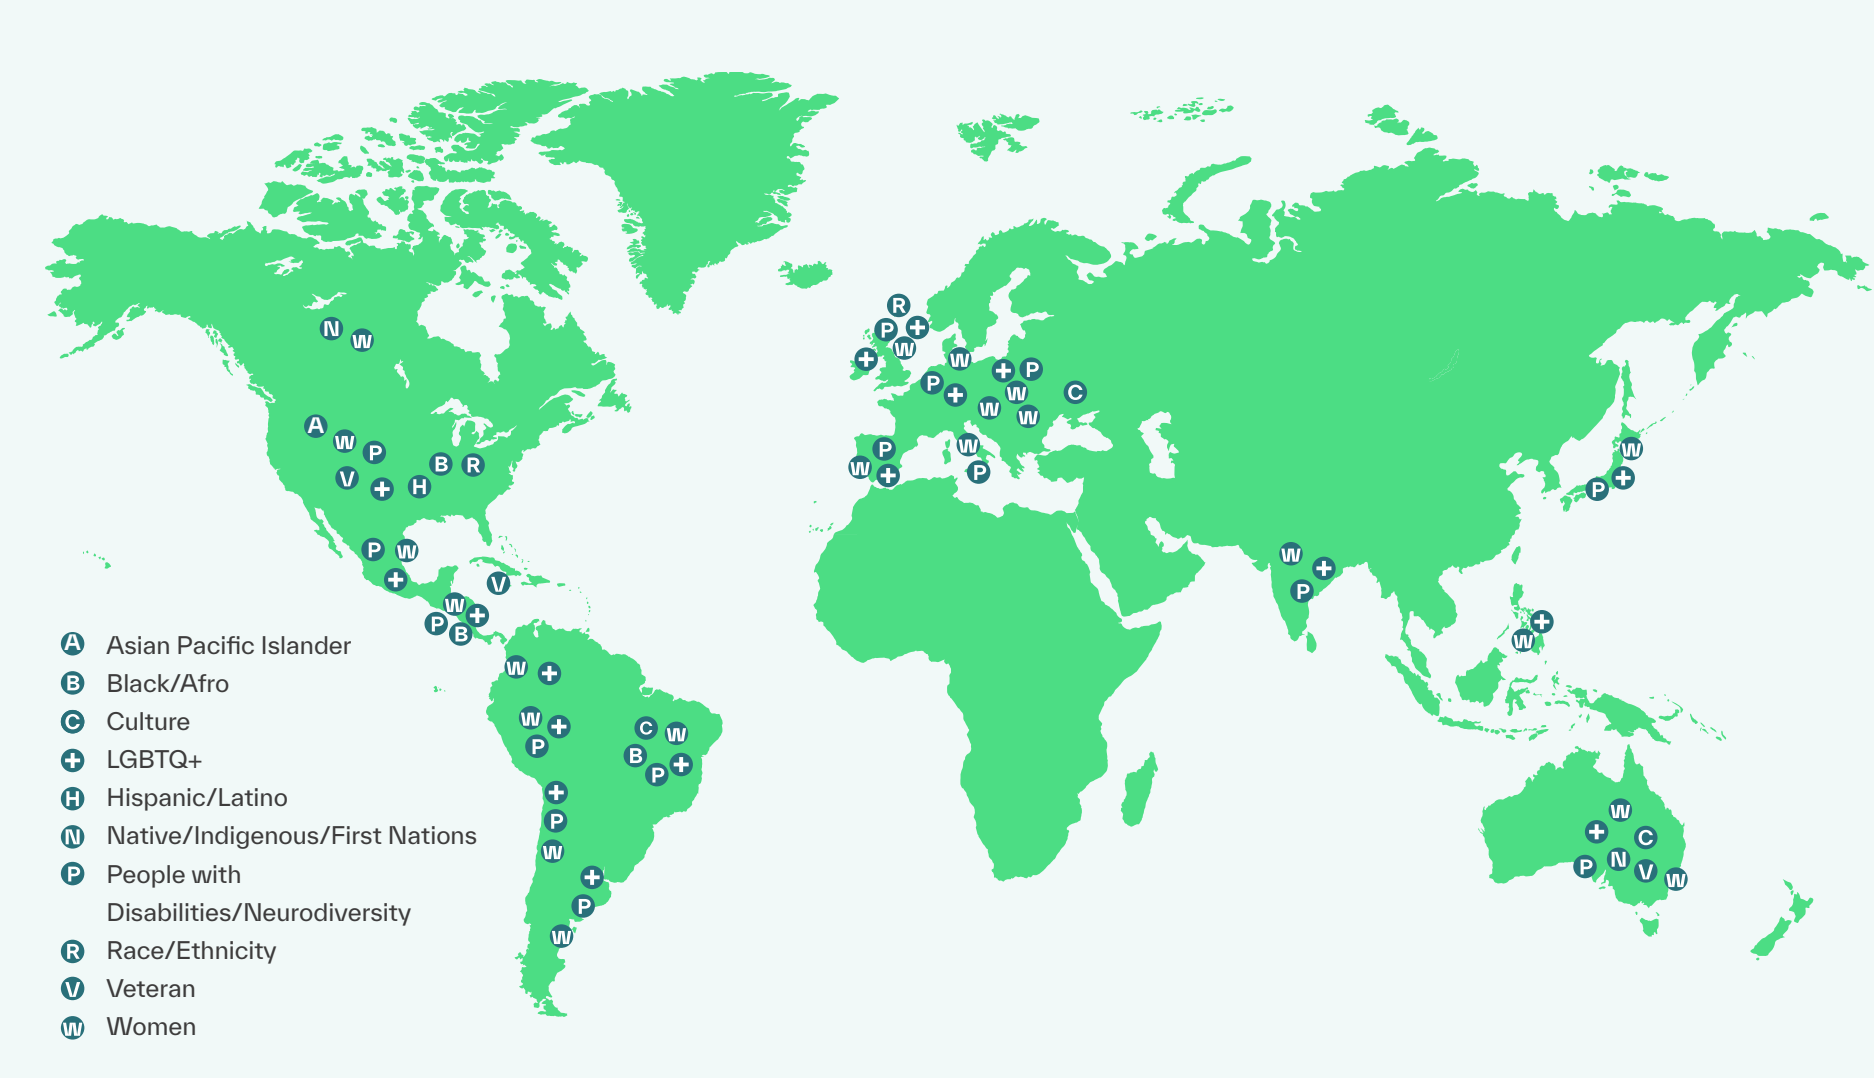 R
N
P +
W
+ W
W
+ P
P
W C
+
W
W
A
W
P
P
W
W
B R
W
P
+
V
+
H
+
P
P W
W
+
+
V
P
W
+
P
B
+
W
W +
W
+
C W
P
B
+
P
+
W
P
+
C
W
N
P
V
W
+
P
W
A Asian Pacific Islander
B Black/Afro
C Culture
+ LGBTQ+
H Hispanic/Latino
N Native/Indigenous/First Nations
P People with
Disabilities/Neurodiversity
R Race/Ethnicity
V Veteran
W Women